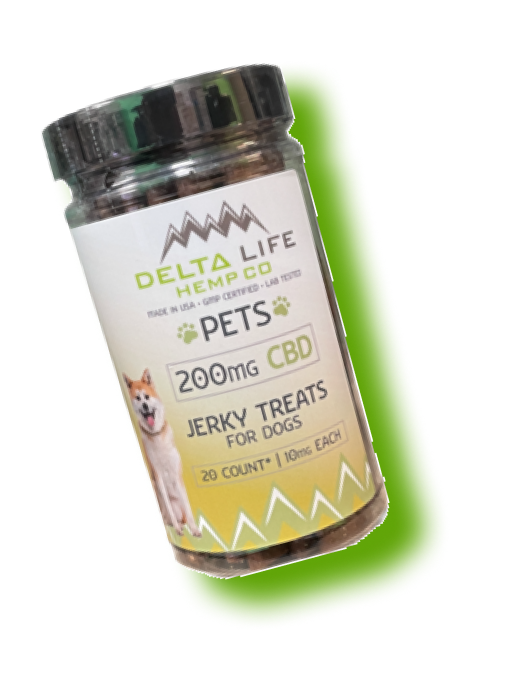 DELTA LIFE
HEMP CO
MADE IN USA • GMP CERTIFIED • LAB TESTED
PETS
200MG CBD
JERKY TREATS
FOR DOGS
20 COUNT* | 10MG EACH